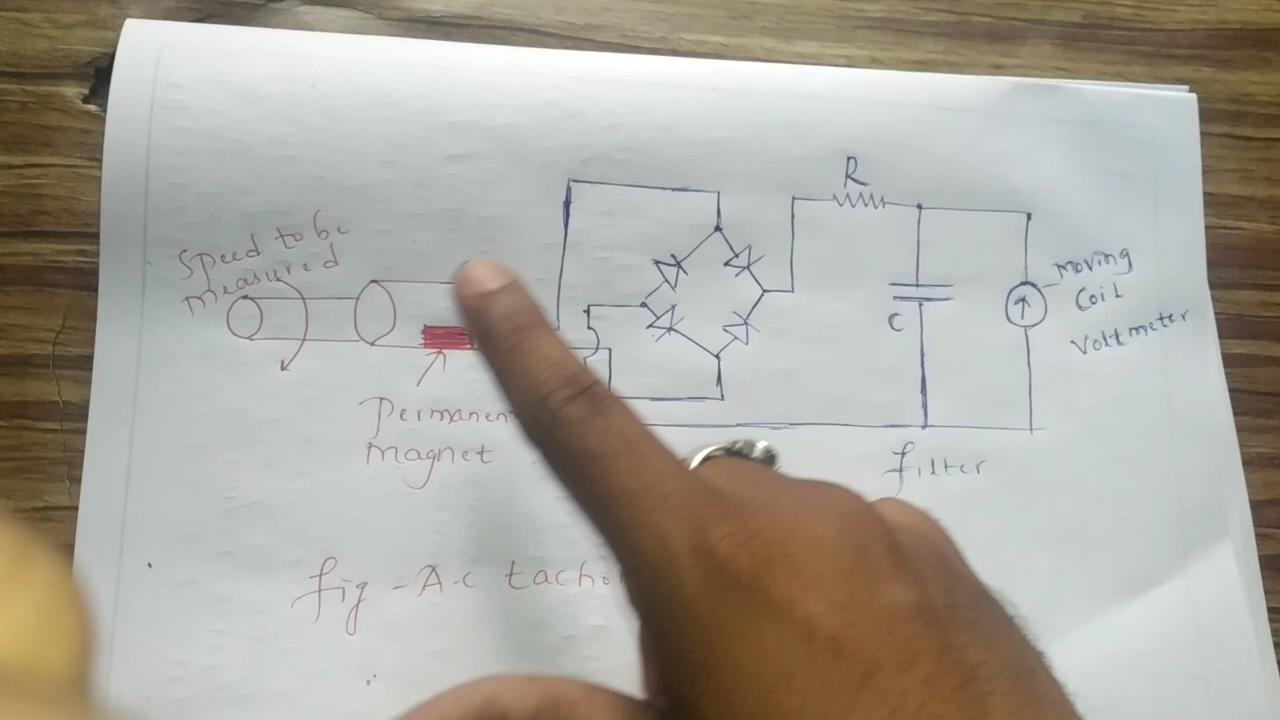 Speed to be
measured
Permanen
magnet
R
C
moving
Coil
Voltmeter
filter
fig - A.C tacho